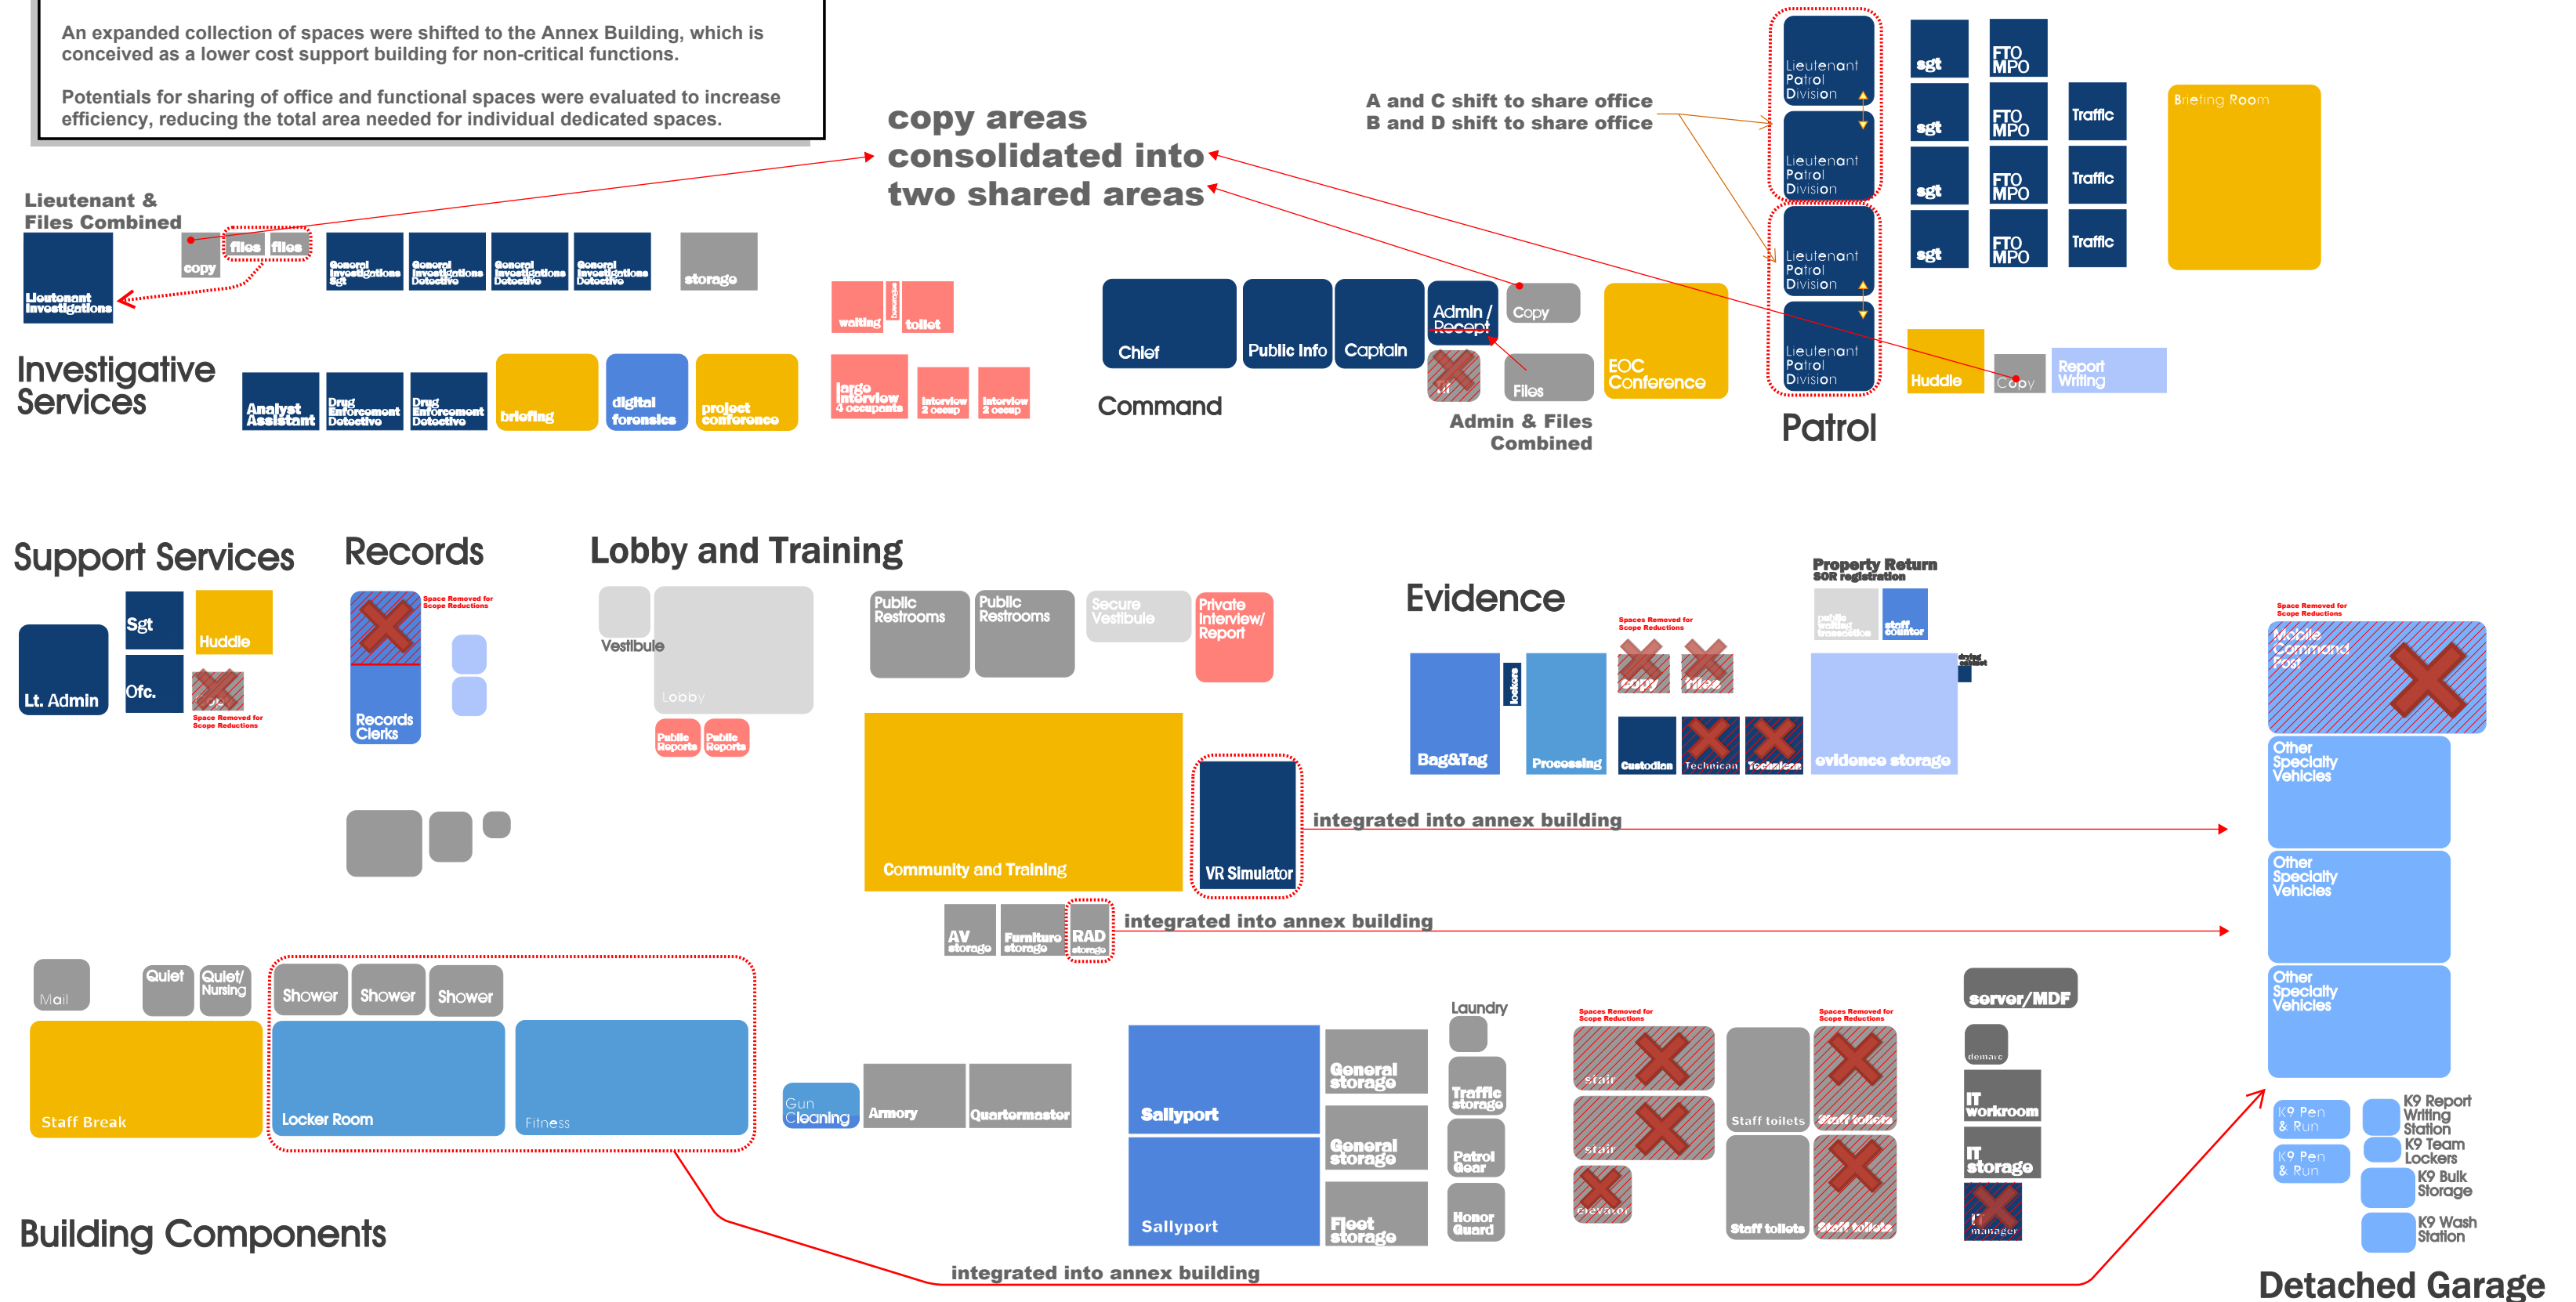 An expanded collection of spaces were shifted to the Annex Building, which is
conceived as a lower cost support building for non-critical functions.
Potentials for sharing of office and functional spaces were evaluated to increase
efficiency, reducing the total area needed for individual dedicated spaces.
copy areas
consolidated into
two shared areas
A and C shift to share office
B and D shift to share office
Lieutenant
Patrol
Division
Lieutenant
Patrol
Division
Lieutenant
Patrol
Division
Lieutenant
Patrol
Division
sgt
FTO
MPO
sgt
FTO
MPO
Traffic
sgt
FTO
MPO
Traffic
sgt
FTO
MPO
Traffic
Briefing Room
Huddle
Copy
Report
Writing
Patrol
Lieutenant &
Files Combined
Lieutenant
Investigations
copy
files
files
General
Investigations
Sgt
General
Investigations
Detective
General
Investigations
Detective
General
Investigations
Detective
storage
waiting
toilet
Investigative
Services
Analyst
Assistant
Drug
Enforcement
Detective
Drug
Enforcement
Detective
briefing
digital
forensics
project
conference
large
Interview
4 occupants
interview
2 occup
interview
2 occup
Chief
Public Info
Captain
Admin /
Recept
Copy
Files
EOC
Conference
Command
Admin & Files
Combined
Support Services
Lt. Admin
Sgt
Ofc.
Huddle
Space Removed for
Scope Reductions
Records
Space Removed for
Scope Reductions
Records
Clerks
Lobby and Training
Vestibule
Lobby
Public
Reports
Public
Reports
Public
Restrooms
Public
Restrooms
Secure
Vestibule
Private
Interview/
Report
Community and Training
VR Simulator
integrated into annex building
AV
storage
Furniture
storage
RAD
storage
integrated into annex building
Evidence
Bag&Tag
lockers
Processing
Spaces Removed for
Scope Reductions
copy
files
Custodian
Technican
Technican
Property Return
SOR registration
public
waiting
transaction
staff
counter
drying
cabinet
evidence storage
Space Removed for
Scope Reductions
Mobile
Command
Post
Other
Specialty
Vehicles
Other
Specialty
Vehicles
Other
Specialty
Vehicles
K9 Pen
& Run
K9 Pen
& Run
K9 Report
Writing
Station
K9 Team
Lockers
K9 Bulk
Storage
K9 Wash
Station
Detached Garage
Mail
Quiet
Quiet/
Nursing
Shower
Shower
Shower
Staff Break
Locker Room
Fitness
Gun
Cleaning
Armory
Quartermaster
Sallyport
Sallyport
General
storage
General
storage
Fleet
storage
Laundry
Traffic
storage
Patrol
Gear
Honor
Guard
Spaces Removed for
Scope Reductions
stair
stair
elevator
Staff toilets
Staff toilets
Spaces Removed for
Scope Reductions
Staff toilets
Staff toilets
server/MDF
demarc
IT
workroom
IT
storage
IT
manager
Building Components
integrated into annex building